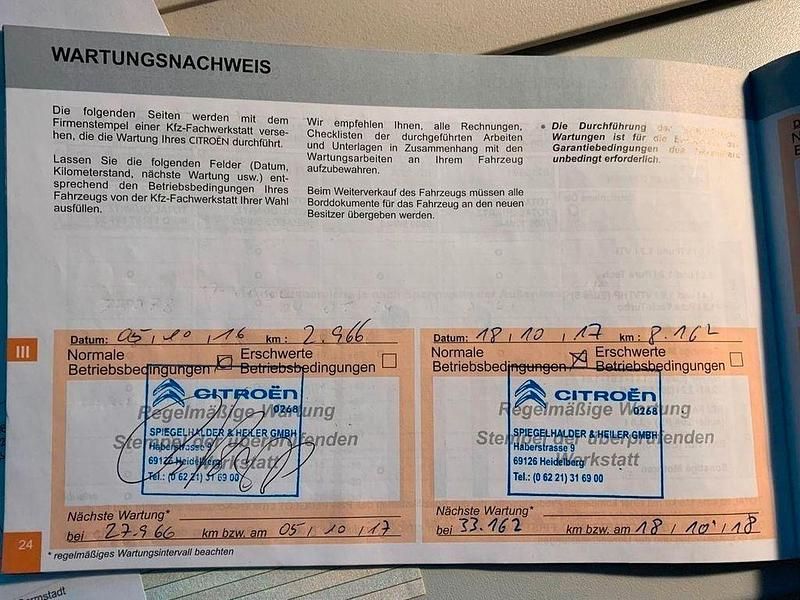 WARTUNGSNACHWEIS
Die folgenden Seiten werden mit dem
Firmenstempel einer Kfz-Fachwerkstatt verse-
hen, die die Wartung Ihres CITROËN durchführt.
Lassen Sie die folgenden Felder (Datum,
Kilometerstand, nächste Wartung usw.) ent-
sprechend den Betriebsbedingungen Ihres
Fahrzeugs von der Kfz-Fachwerkstatt Ihrer Wahl
ausfüllen.
Wir empfehlen Ihnen, alle Rechnungen,
Checklisten der durchgeführten Arbeiten
und Unterlagen in Zusammenhang mit den
Wartungsarbeiten an Ihrem Fahrzeug
aufzubewahren.
Beim Weiterverkauf des Fahrzeugs müssen alle
Borddokumente für das Fahrzeug an den neuen
Besitzer übergeben werden.
• Die Durchführung
Wartungen ist für die
Garantiebedingungen des
unbedingt erforderlich.
III
Datum: 05, 10, 16 km: 2.966
Normale Betriebsbedingungen
Erschwerte Betriebsbedingungen
CITROËN
0268
Regelmäßige Wartung
SPIEGELHALDER & HEILER GMBH
Stempel der überprüfenden
Haberstrasse 9
Werkstatt
69126 Heidelberg
Tel.: (0 62 21) 31 69 00
Nächste Wartung*
bei 27.966 km bzw. am 05, 10, 17
Datum: 18, 10, 17 km: 8.162
Normale Betriebsbedingungen
Erschwerte Betriebsbedingungen
CITROËN
0268
Regelmäßige Wartung
SPIEGELHALDER & HEILER GMBH
Stempel der überprüfenden
Haberstrasse 9
Werkstatt
69126 Heidelberg
Tel.: (0 62 21) 31 69 00
Nächste Wartung*
bei 33.162 km bzw. am 18, 10, 18
24
* regelmäßiges Wartungsintervall beachten